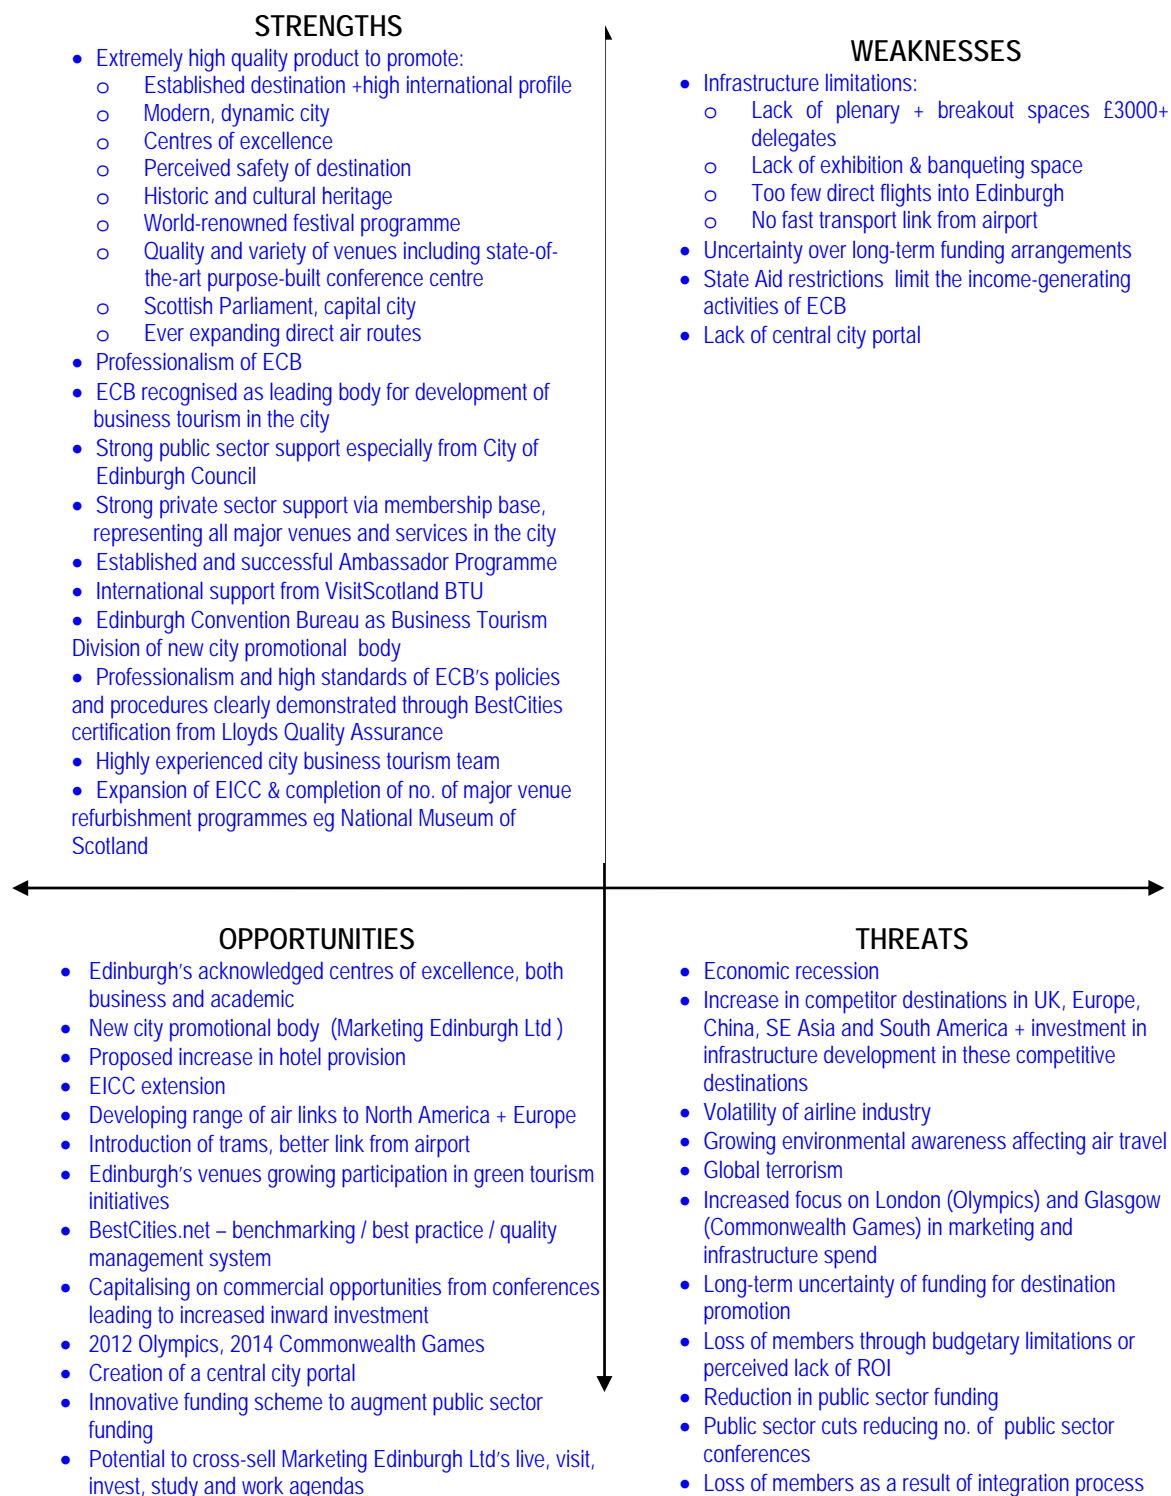 STRENGTHS
• Extremely high quality product to promote:
o Established destination +high international profile
o Modern, dynamic city
o Centres of excellence
o Perceived safety of destination
o Historic and cultural heritage
o World-renowned festival programme
o Quality and variety of venues including state-of-
the-art purpose-built conference centre
o Scottish Parliament, capital city
o Ever expanding direct air routes
• Professionalism of ECB
• ECB recognised as leading body for development of
business tourism in the city
• Strong public sector support especially from City of
Edinburgh Council
• Strong private sector support via membership base,
representing all major venues and services in the city
• Established and successful Ambassador Programme
• International support from VisitScotland BTU
• Edinburgh Convention Bureau as Business Tourism
Division of new city promotional body
• Professionalism and high standards of ECB's policies
and procedures clearly demonstrated through BestCities
certification from Lloyds Quality Assurance
• Highly experienced city business tourism team
• Expansion of EICC & completion of no. of major venue
refurbishment programmes eg National Museum of
Scotland
WEAKNESSES
• Infrastructure limitations:
o Lack of plenary + breakout spaces £3000+
delegates
o Lack of exhibition & banqueting space
o Too few direct flights into Edinburgh
o No fast transport link from airport
• Uncertainty over long-term funding arrangements
• State Aid restrictions limit the income-generating
activities of ECB
• Lack of central city portal
OPPORTUNITIES
• Edinburgh's acknowledged centres of excellence, both
business and academic
• New city promotional body (Marketing Edinburgh Ltd )
• Proposed increase in hotel provision
• EICC extension
• Developing range of air links to North America + Europe
• Introduction of trams, better link from airport
• Edinburgh's venues growing participation in green tourism
initiatives
• BestCities.net – benchmarking / best practice / quality
management system
• Capitalising on commercial opportunities from conferences
leading to increased inward investment
• 2012 Olympics, 2014 Commonwealth Games
• Creation of a central city portal
• Innovative funding scheme to augment public sector
funding
• Potential to cross-sell Marketing Edinburgh Ltd's live, visit,
invest, study and work agendas
THREATS
• Economic recession
• Increase in competitor destinations in UK, Europe,
China, SE Asia and South America + investment in
infrastructure development in these competitive
destinations
• Volatility of airline industry
• Growing environmental awareness affecting air travel
• Global terrorism
• Increased focus on London (Olympics) and Glasgow
(Commonwealth Games) in marketing and
infrastructure spend
• Long-term uncertainty of funding for destination
promotion
• Loss of members through budgetary limitations or
perceived lack of ROI
• Reduction in public sector funding
• Public sector cuts reducing no. of public sector
conferences
• Loss of members as a result of integration process